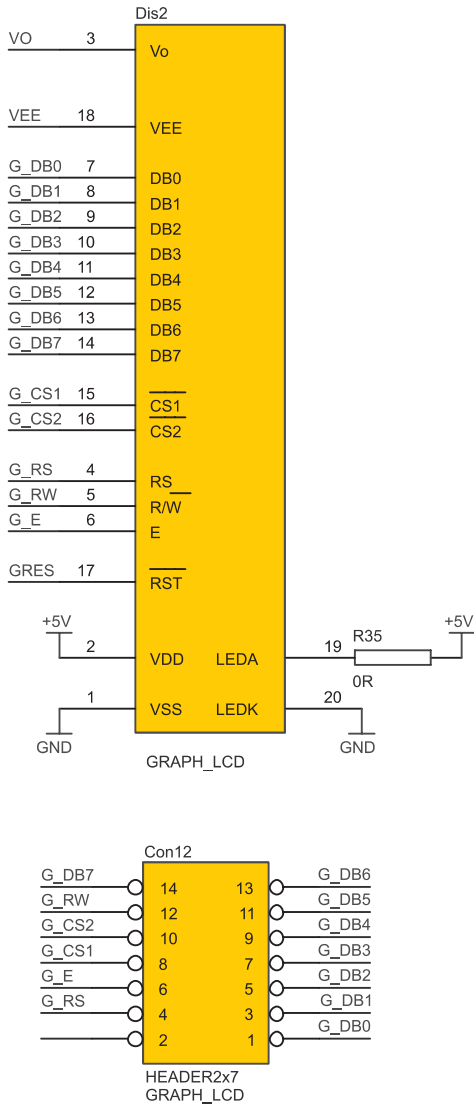 Dis2
VO 3 Vo
VEE 18 VEE
G_DB0 7 DB0
G_DB1 8 DB1
G_DB2 9 DB2
G_DB3 10 DB3
G_DB4 11 DB4
G_DB5 12 DB5
G_DB6 13 DB6
G_DB7 14 DB7
G_CS1 15 CS1
G_CS2 16 CS2
G_RS 4 RS
G_RW 5 R/W
G_E 6 E
GRES 17 RST
+5V 2 VDD LEDA 19 R35 +5V
0R
1 VSS LEDK 20
GND GND
GRAPH_LCD
Con12
G_DB7 14 13 G_DB6
G_RW 12 11 G_DB5
G_CS2 10 9 G_DB4
G_CS1 8 7 G_DB3
G_E 6 5 G_DB2
G_RS 4 3 G_DB1
2 1 G_DB0
HEADER2x7
GRAPH_LCD